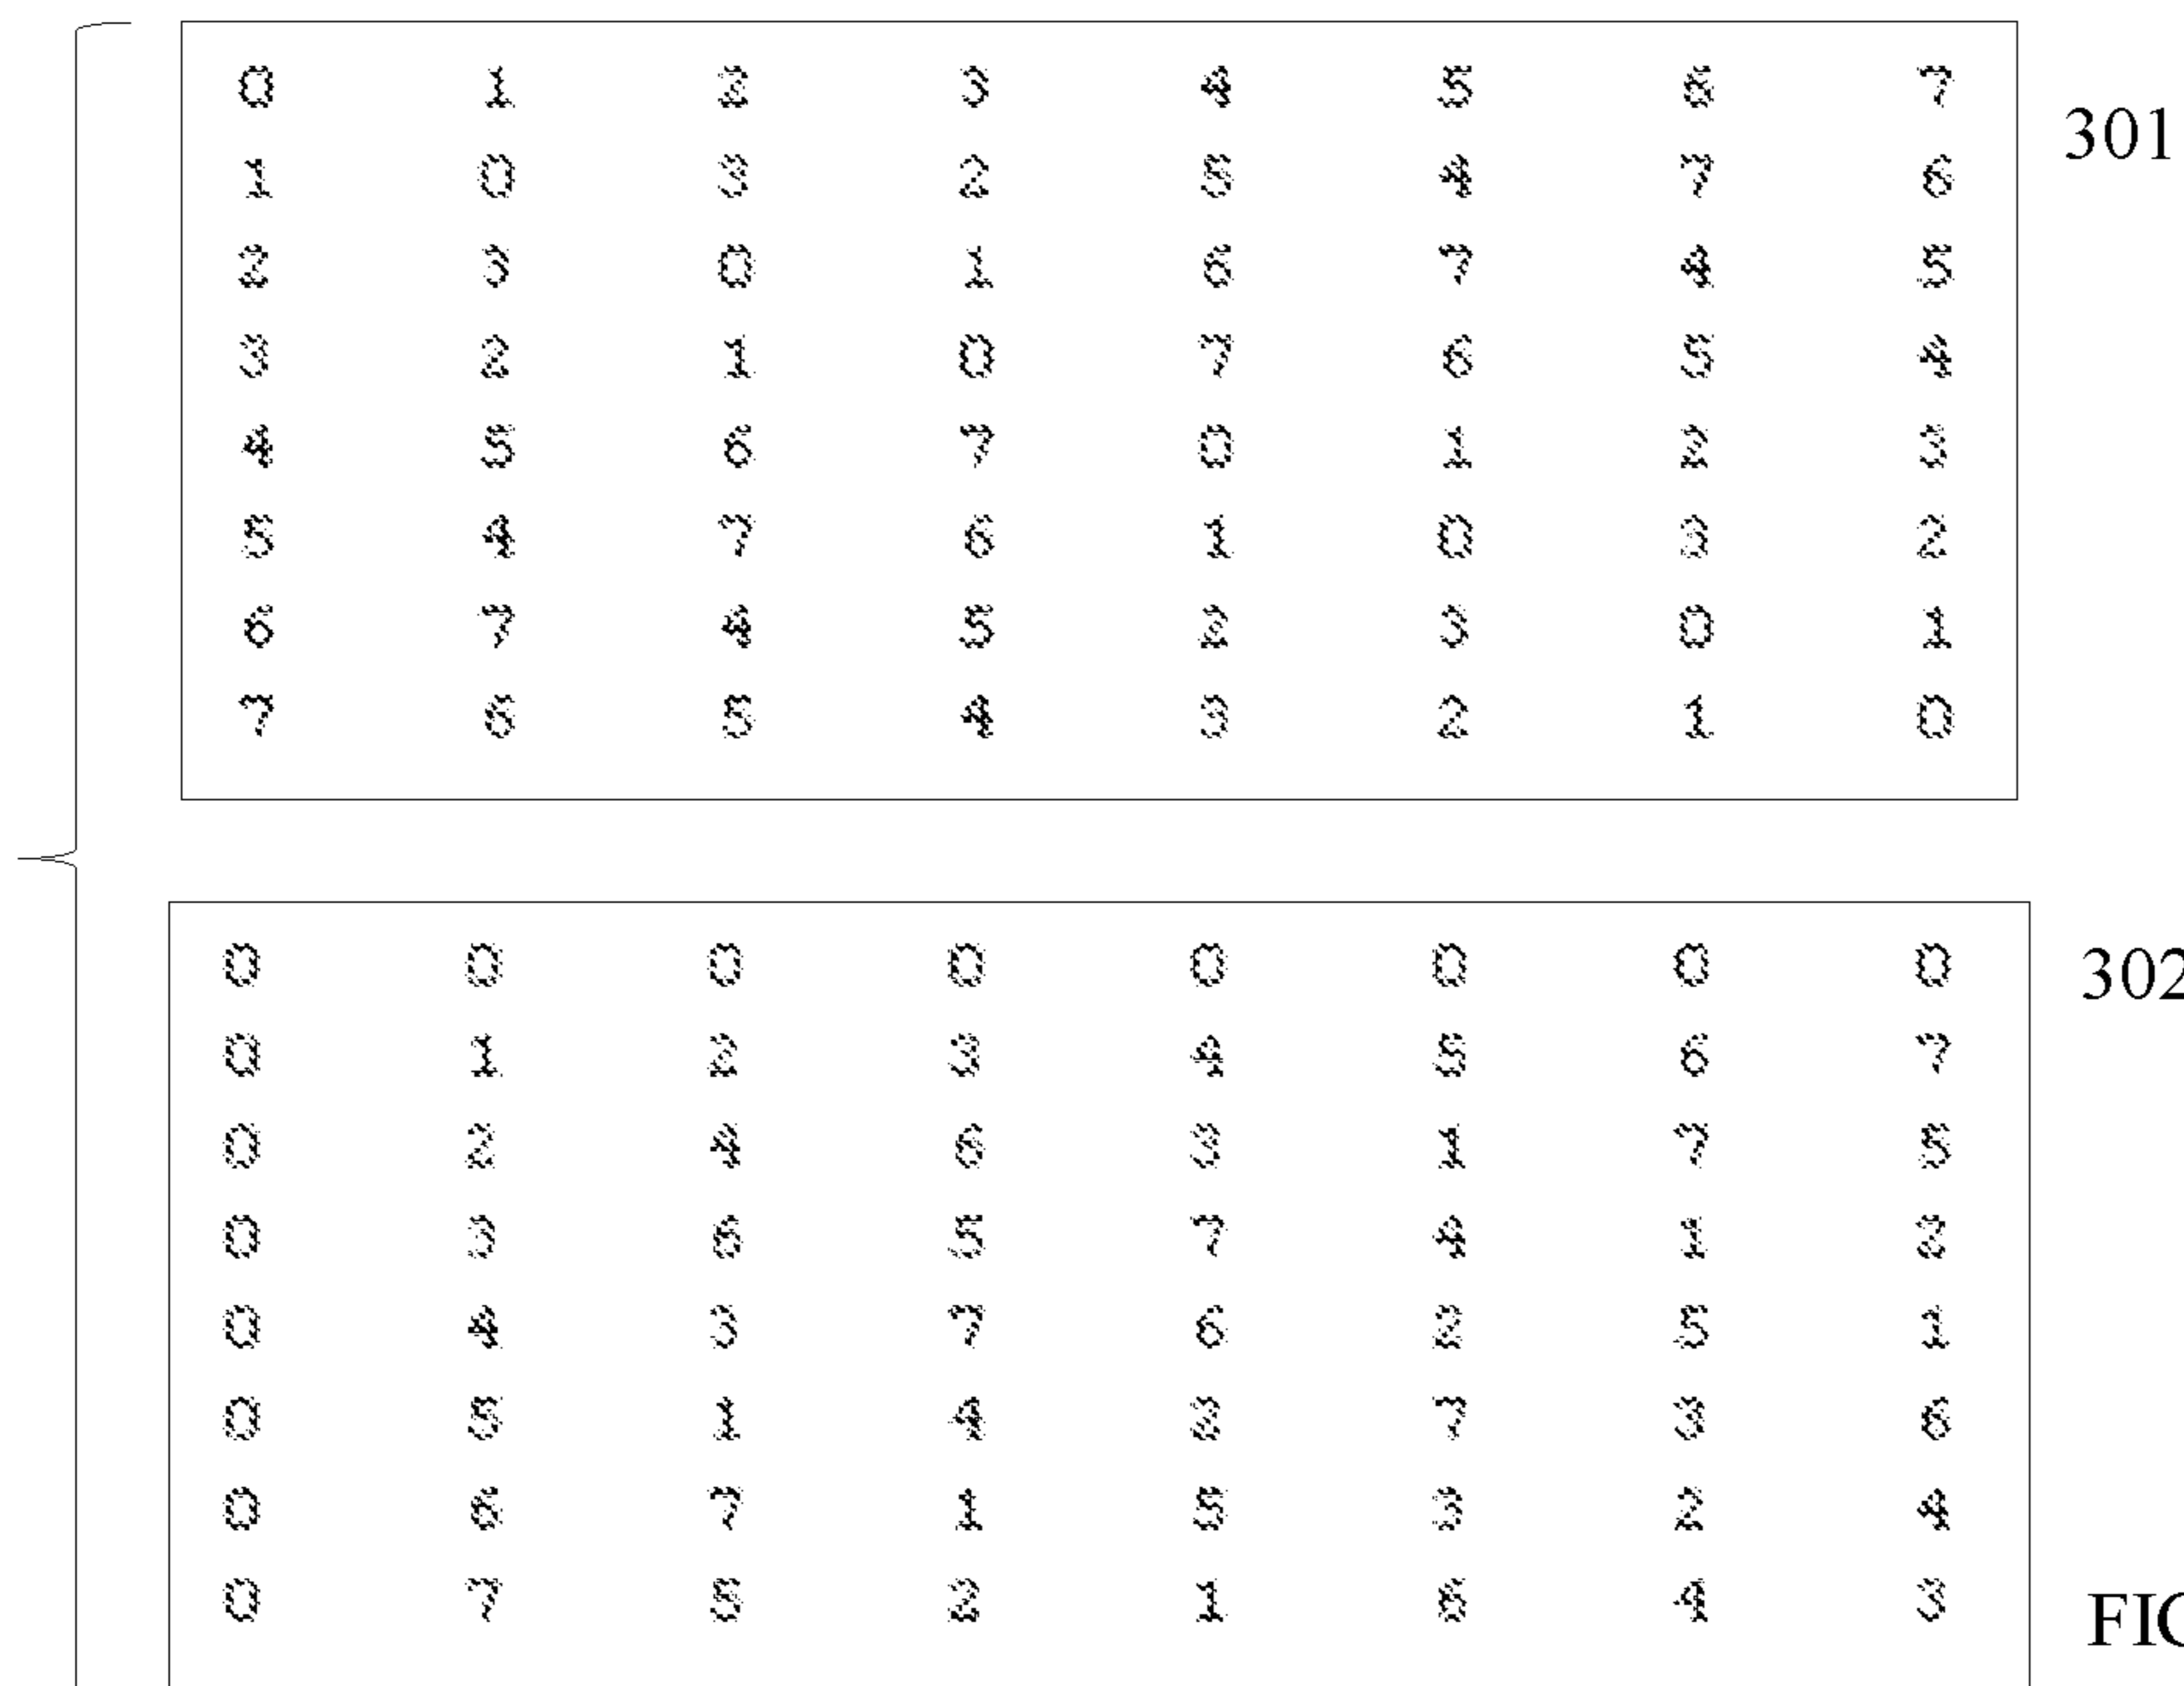 0 1 2 3 4 5 6 7
301
1 0 3 2 5 4 7 6
2 3 0 1 6 7 4 5
3 2 1 0 7 6 5 4
4 5 6 7 0 1 2 3
5 4 7 6 1 0 3 2
6 7 4 5 2 3 0 1
7 6 5 4 3 2 1 0
0 0 0 0 0 0 0 0
302
0 1 2 3 4 5 6 7
0 2 4 6 3 1 7 5
0 3 6 5 7 4 1 2
0 4 3 7 6 2 5 1
0 5 1 4 2 7 3 6
0 6 7 1 5 3 2 4
0 7 5 2 1 6 4 3